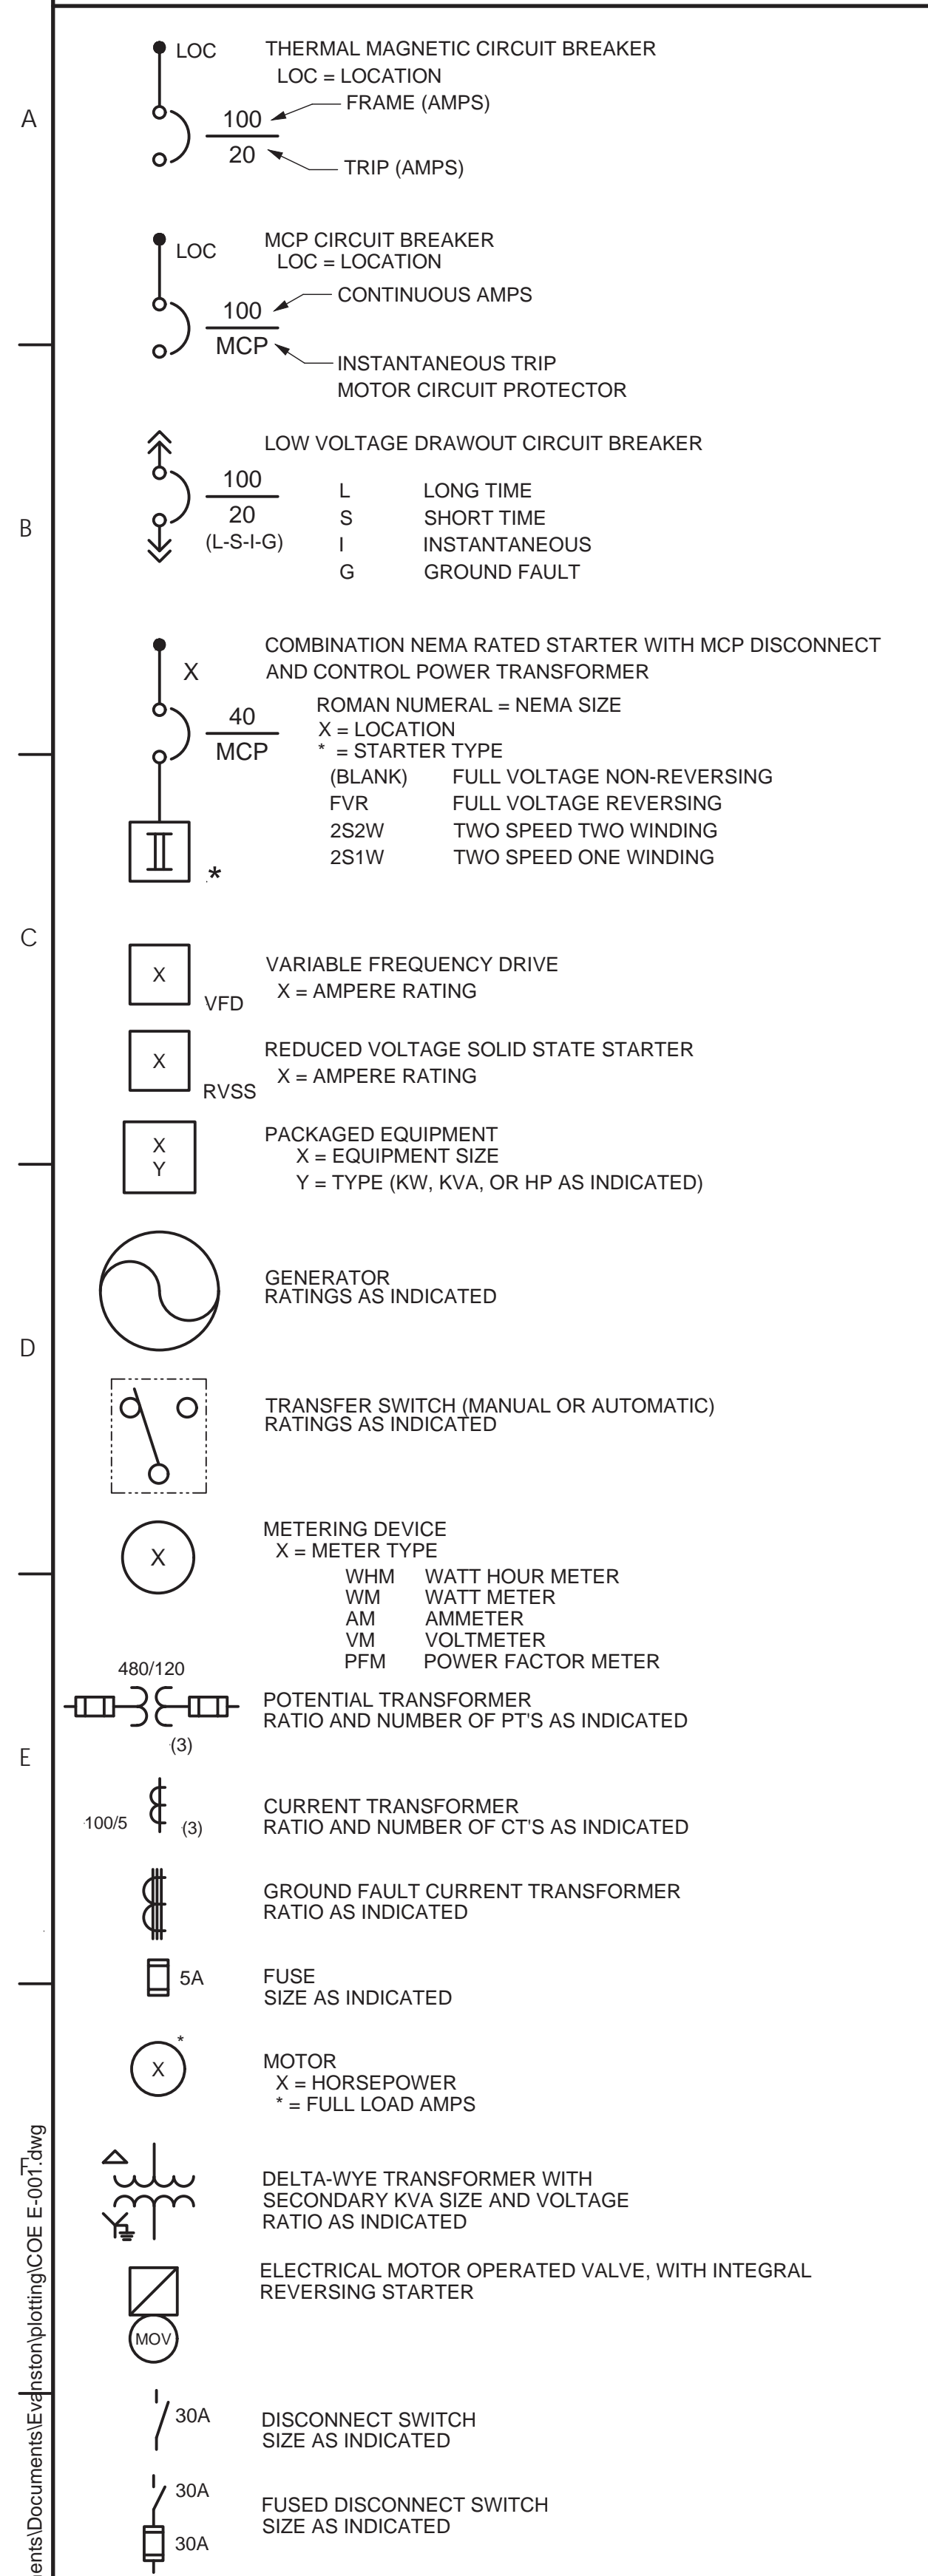 A
LOC THERMAL MAGNETIC CIRCUIT BREAKER
LOC = LOCATION
FRAME (AMPS)
100
20
TRIP (AMPS)
MCP CIRCUIT BREAKER
LOC LOC = LOCATION
CONTINUOUS AMPS
100
MCP
INSTANTANEOUS TRIP
MOTOR CIRCUIT PROTECTOR
B
LOW VOLTAGE DRAWOUT CIRCUIT BREAKER
100
20
(L-S-I-G)
L LONG TIME
S SHORT TIME
I INSTANTANEOUS
G GROUND FAULT
COMBINATION NEMA RATED STARTER WITH MCP DISCONNECT
X AND CONTROL POWER TRANSFORMER
40
MCP
II
*
ROMAN NUMERAL = NEMA SIZE
X = LOCATION
* = STARTER TYPE
(BLANK) FULL VOLTAGE NON-REVERSING
FVR FULL VOLTAGE REVERSING
2S2W TWO SPEED TWO WINDING
2S1W TWO SPEED ONE WINDING
C
X VFD
VARIABLE FREQUENCY DRIVE
X = AMPERE RATING
X RVSS
REDUCED VOLTAGE SOLID STATE STARTER
X = AMPERE RATING
X
Y
PACKAGED EQUIPMENT
X = EQUIPMENT SIZE
Y = TYPE (KW, KVA, OR HP AS INDICATED)
GENERATOR
RATINGS AS INDICATED
D
TRANSFER SWITCH (MANUAL OR AUTOMATIC)
RATINGS AS INDICATED
X
METERING DEVICE
X = METER TYPE
WHM WATT HOUR METER
WM WATT METER
AM AMMETER
VM VOLTMETER
PFM POWER FACTOR METER
480/120
(3)
POTENTIAL TRANSFORMER
RATIO AND NUMBER OF PT'S AS INDICATED
E
100/5 (3)
CURRENT TRANSFORMER
RATIO AND NUMBER OF CT'S AS INDICATED
GROUND FAULT CURRENT TRANSFORMER
RATIO AS INDICATED
5A
FUSE
SIZE AS INDICATED
X *
MOTOR
X = HORSEPOWER
* = FULL LOAD AMPS
F
DELTA-WYE TRANSFORMER WITH
SECONDARY KVA SIZE AND VOLTAGE
RATIO AS INDICATED
MOV
ELECTRICAL MOTOR OPERATED VALVE, WITH INTEGRAL
REVERSING STARTER
30A
DISCONNECT SWITCH
SIZE AS INDICATED
30A
30A
FUSED DISCONNECT SWITCH
SIZE AS INDICATED
ents\Documents\Evanston\plotting\COE E-001.dwg